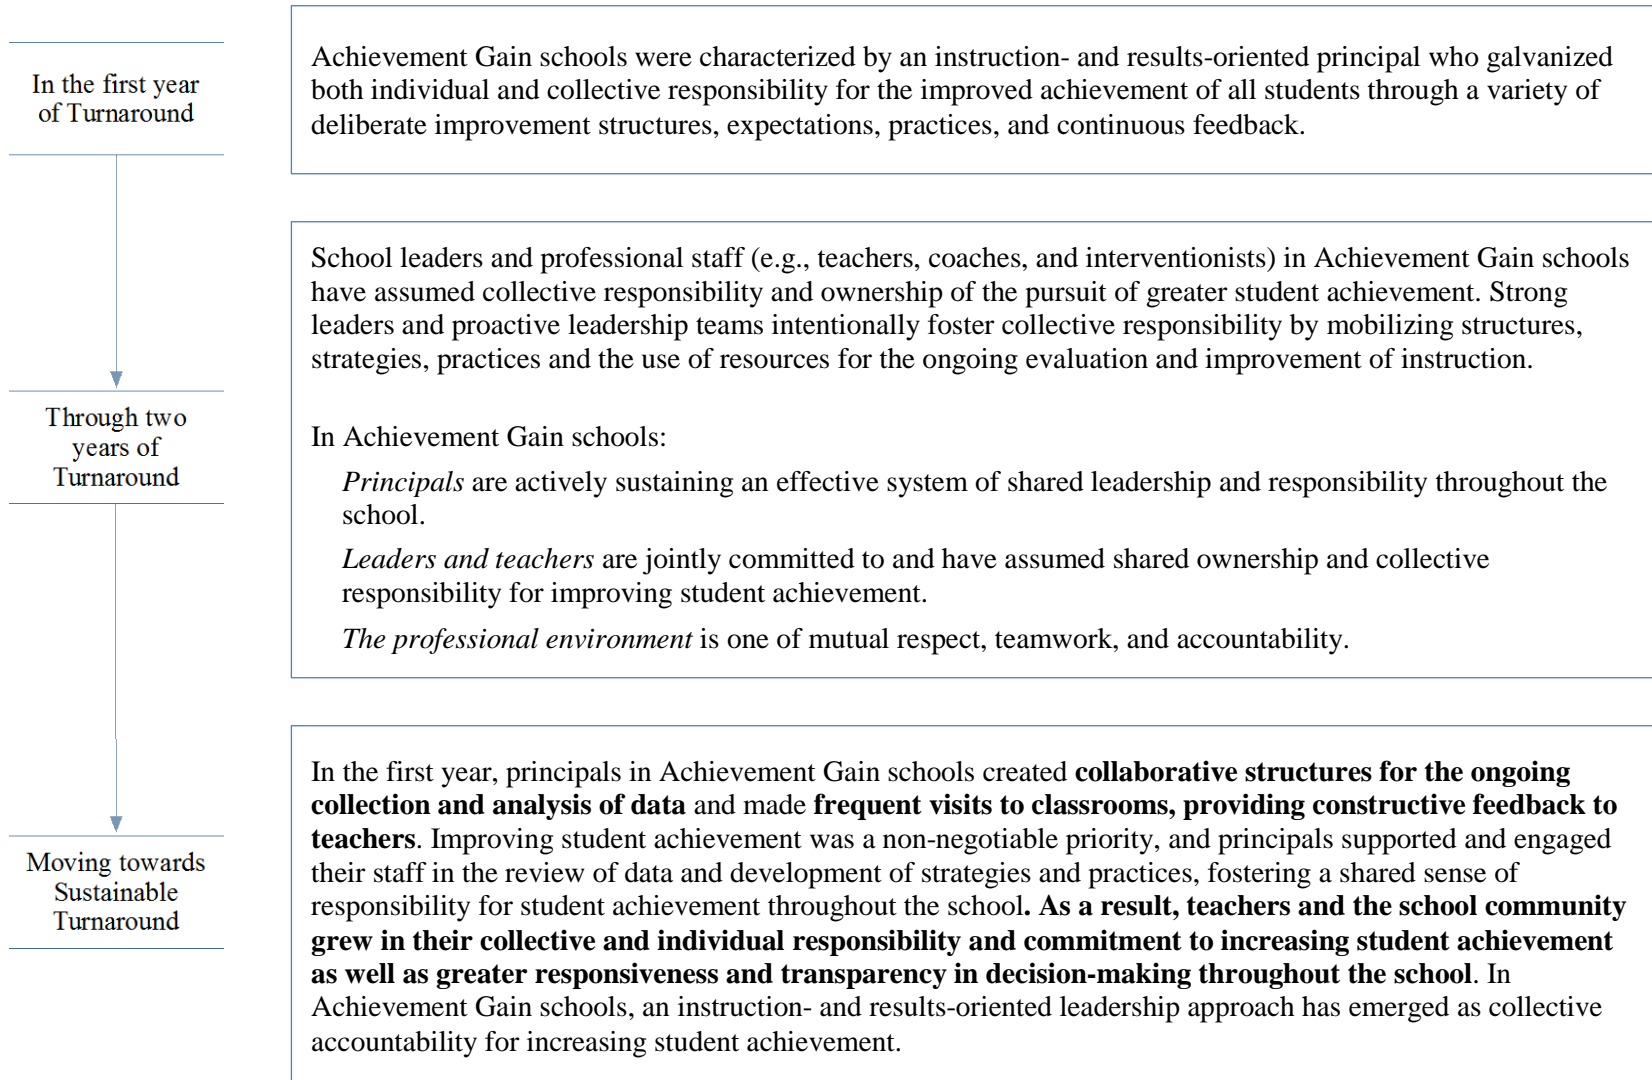 In the first year
of Turnaround
Achievement Gain schools were characterized by an instruction- and results-oriented principal who galvanized
both individual and collective responsibility for the improved achievement of all students through a variety of
deliberate improvement structures, expectations, practices, and continuous feedback.
Through two
years of
Turnaround
School leaders and professional staff (e.g., teachers, coaches, and interventionists) in Achievement Gain schools
have assumed collective responsibility and ownership of the pursuit of greater student achievement. Strong
leaders and proactive leadership teams intentionally foster collective responsibility by mobilizing structures,
strategies, practices and the use of resources for the ongoing evaluation and improvement of instruction.
In Achievement Gain schools:
Principals are actively sustaining an effective system of shared leadership and responsibility throughout the
school.
Leaders and teachers are jointly committed to and have assumed shared ownership and collective
responsibility for improving student achievement.
The professional environment is one of mutual respect, teamwork, and accountability.
Moving towards
Sustainable
Turnaround
In the first year, principals in Achievement Gain schools created collaborative structures for the ongoing
collection and analysis of data and made frequent visits to classrooms, providing constructive feedback to
teachers. Improving student achievement was a non-negotiable priority, and principals supported and engaged
their staff in the review of data and development of strategies and practices, fostering a shared sense of
responsibility for student achievement throughout the school. As a result, teachers and the school community
grew in their collective and individual responsibility and commitment to increasing student achievement
as well as greater responsiveness and transparency in decision-making throughout the school. In
Achievement Gain schools, an instruction- and results-oriented leadership approach has emerged as collective
accountability for increasing student achievement.